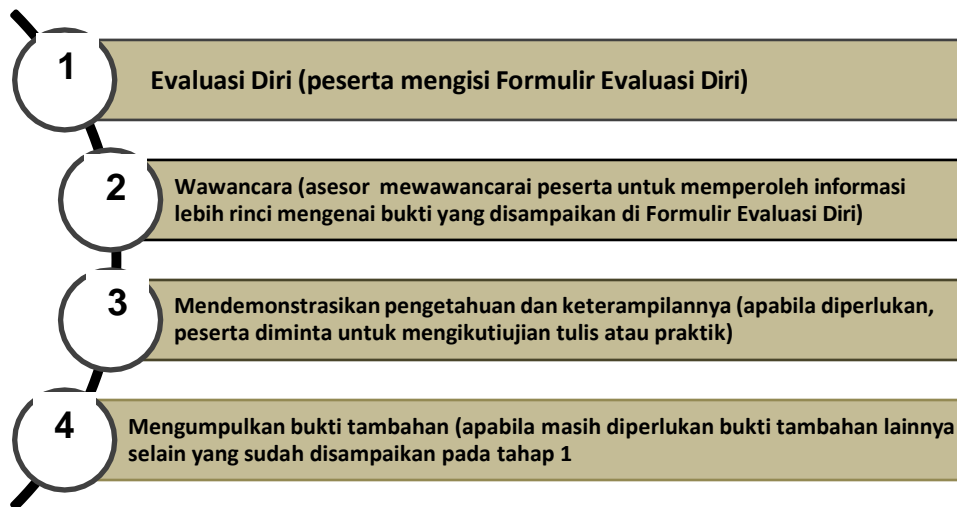 1
Evaluasi Diri (peserta mengisi Formulir Evaluasi Diri)
2
Wawancara (asesor mewawancarai peserta untuk memperoleh informasi
lebih rinci mengenai bukti yang disampaikan di Formulir Evaluasi Diri)
3
Mendemonstrasikan pengetahuan dan keterampilannya (apabila diperlukan,
peserta diminta untuk mengikutiujian tulis atau praktik)
4
Mengumpulkan bukti tambahan (apabila masih diperlukan bukti tambahan lainnya
selain yang sudah disampaikan pada tahap 1